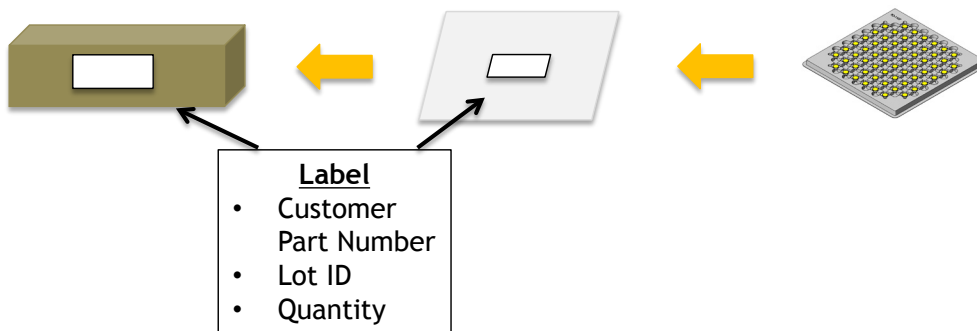 Label
• Customer
Part Number
• Lot ID
• Quantity